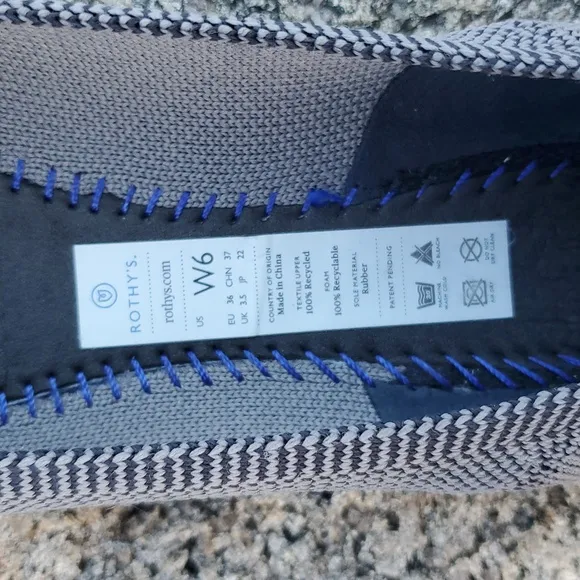 ROTHY'S.
rothys.com
US W6
EU 36 CHN 37
UK 3.5 JP 22
COUNTRY OF ORIGIN
Made in China
TEXTILE UPPER
100% Recycled
FOAM
100% Recyclable
SOLE MATERIAL
Rubber
PATENT PENDING
MACHINE
WASH COLD
NO BLEACH
AIR DRY
DO NOT
DRY CLEAN